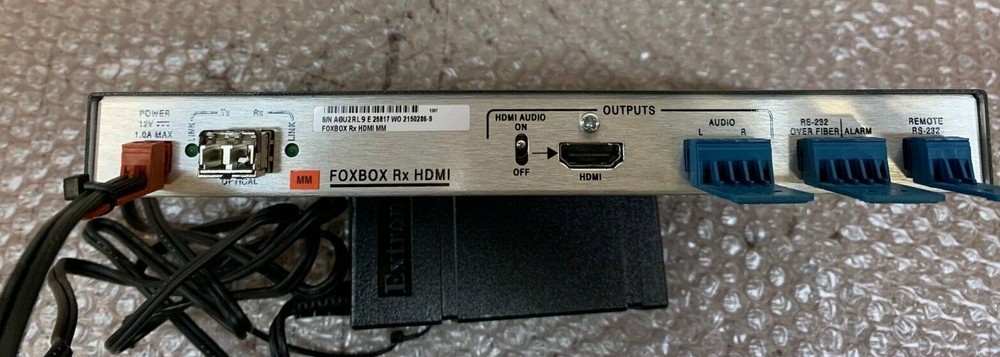 POWER
12V
1.0A MAX
LINK
Tx
Rx
LINK
OPTICAL
MM
S/N A0U2RL9 E 25817 WO 2150286-9
FOXBOX Rx HDMI MM
FOXBOX Rx HDMI
OUTPUTS
HDMI AUDIO
ON
OFF
HDMI
AUDIO
L R
RS-232
OVER FIBER
ALARM
REMOTE
RS-232
Extron